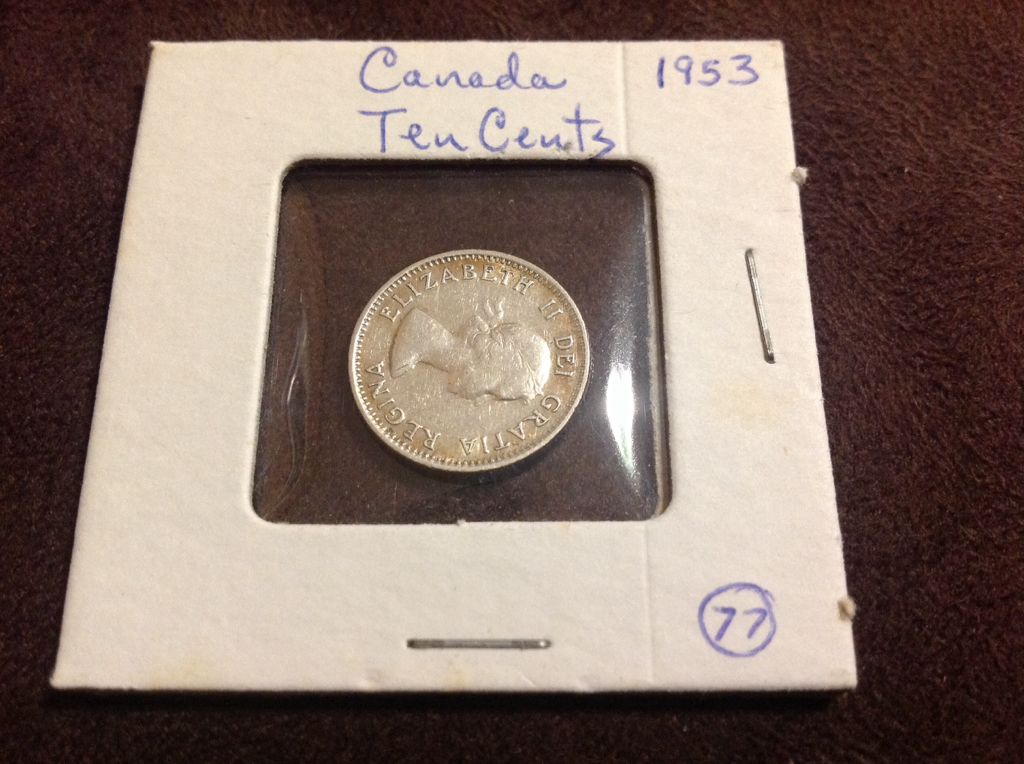 Canada 1953
Ten Cents
ELIZABETH II DEI GRATIA REGINA
77